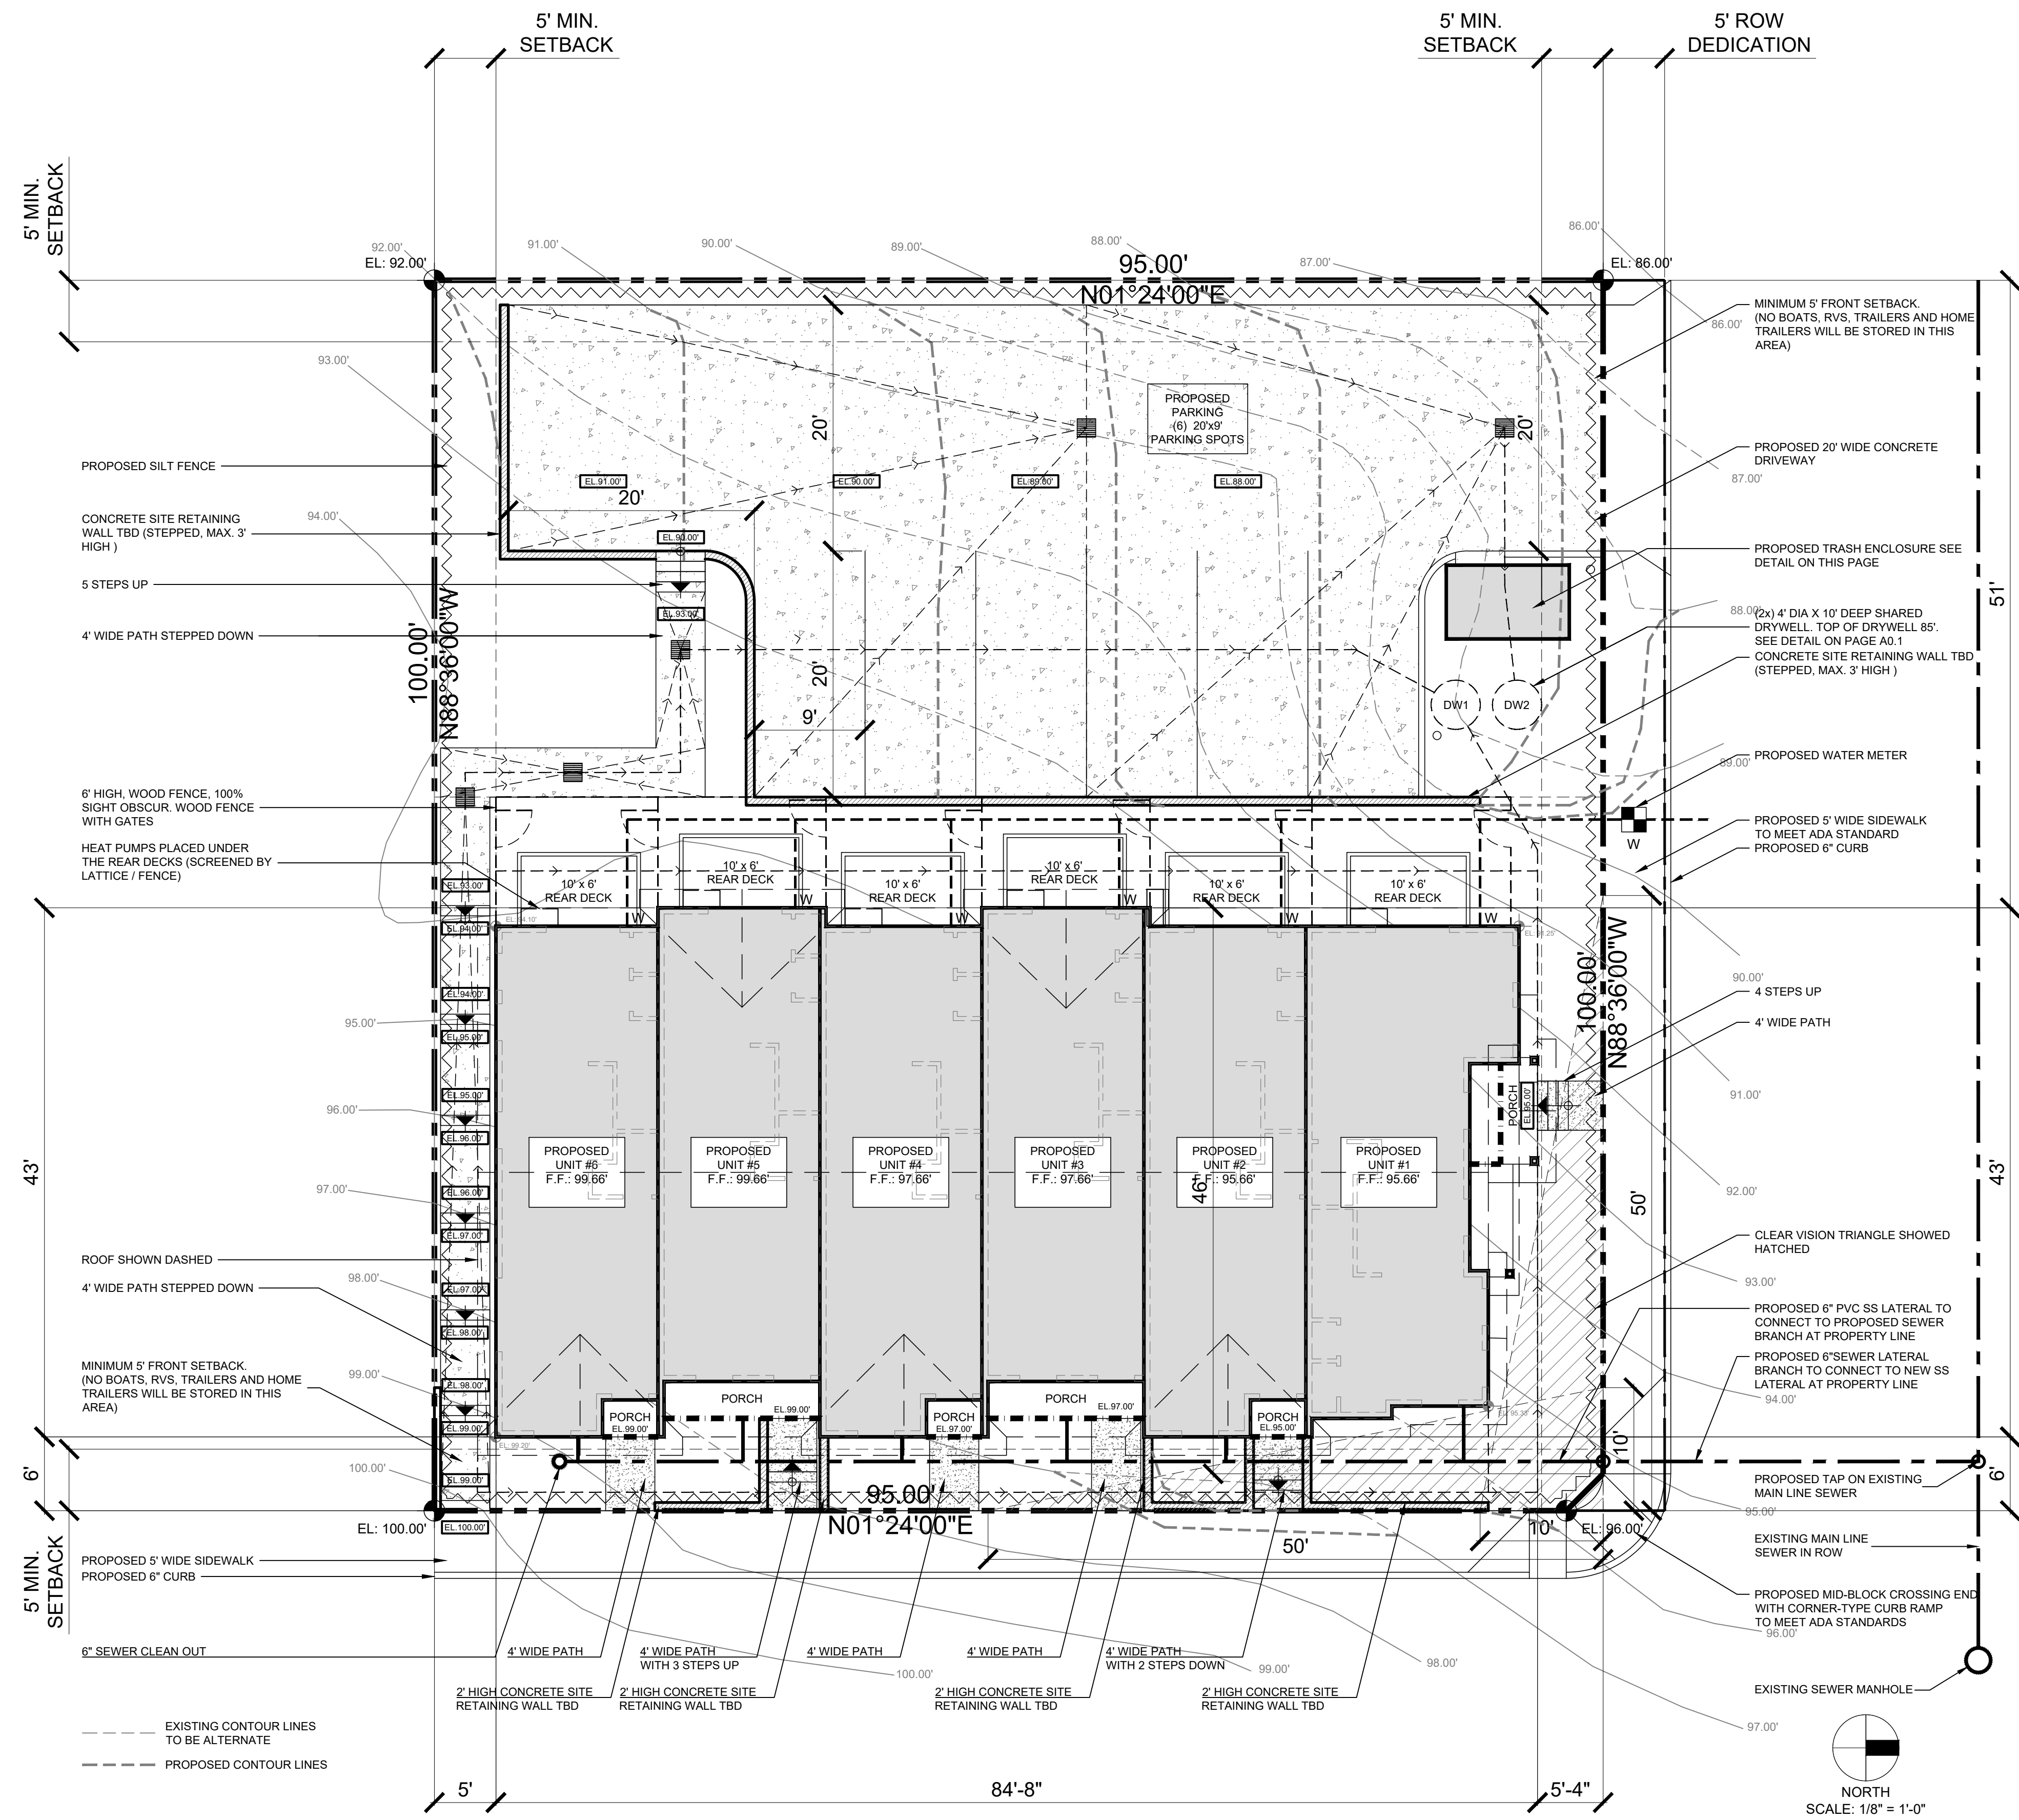 5' MIN.
SETBACK
5' MIN.
SETBACK
5' ROW
DEDICATION
5' MIN.
SETBACK
92.00'
EL: 92.00'
91.00'
90.00'
89.00'
88.00'
95.00'
N01°24'00"E
87.00'
86.00'
EL: 86.00'
86.00'
MINIMUM 5' FRONT SETBACK.
(NO BOATS, RVS, TRAILERS AND HOME
TRAILERS WILL BE STORED IN THIS
AREA)
93.00'
PROPOSED
PARKING
(6) 20'x9'
PARKING SPOTS
20'
20'
PROPOSED 20' WIDE CONCRETE
DRIVEWAY
87.00'
PROPOSED SILT FENCE
EL.91.00'
EL.90.00'
EL.89.00'
EL.88.00'
20'
CONCRETE SITE RETAINING
WALL TBD (STEPPED, MAX. 3'
HIGH )
94.00'
EL.90.00'
PROPOSED TRASH ENCLOSURE SEE
DETAIL ON THIS PAGE
5 STEPS UP
EL.93.00'
51'
88.00'
(2x) 4' DIA X 10' DEEP SHARED
DRYWELL. TOP OF DRYWELL 85'.
SEE DETAIL ON PAGE A0.1
4' WIDE PATH STEPPED DOWN
100.00'
N88°36'00"W
20'
CONCRETE SITE RETAINING WALL TBD
(STEPPED, MAX. 3' HIGH )
9'
DW1
DW2
PROPOSED WATER METER
89.00'
6' HIGH, WOOD FENCE, 100%
SIGHT OBSCUR. WOOD FENCE
WITH GATES
PROPOSED 5' WIDE SIDEWALK
TO MEET ADA STANDARD
PROPOSED 6" CURB
W
HEAT PUMPS PLACED UNDER
THE REAR DECKS (SCREENED BY
LATTICE / FENCE)
10' x 6'
REAR DECK
10' x 6'
REAR DECK
10' x 6'
REAR DECK
10' x 6'
REAR DECK
10' x 6'
REAR DECK
10' x 6'
REAR DECK
W
W
W
W
W
W
EL.93.00'
EL.94.00'
EL: 94.10'
EL: 91.25'
100.00'
N88°36'00"W
90.00'
4 STEPS UP
4' WIDE PATH
EL.94.00'
95.00'
EL.95.00'
EL.95.00'
96.00'
EL.96.00'
PORCH
EL.95.00'
91.00'
43'
PROPOSED
UNIT #6
F.F.: 99.66'
PROPOSED
UNIT #5
F.F.: 99.66'
PROPOSED
UNIT #4
F.F.: 97.66'
PROPOSED
UNIT #3
F.F.: 97.66'
PROPOSED
UNIT #2
F.F.: 95.66'
PROPOSED
UNIT #1
F.F.: 95.66'
46'
50'
43'
92.00'
97.00'
EL.96.00'
EL.97.00'
CLEAR VISION TRIANGLE SHOWED
HATCHED
ROOF SHOWN DASHED
98.00'
EL.97.00'
93.00'
4' WIDE PATH STEPPED DOWN
EL.98.00'
PROPOSED 6" PVC SS LATERAL TO
CONNECT TO PROPOSED SEWER
BRANCH AT PROPERTY LINE
MINIMUM 5' FRONT SETBACK.
(NO BOATS, RVS, TRAILERS AND HOME
TRAILERS WILL BE STORED IN THIS
AREA)
99.00'
EL.98.00'
EL.99.00'
PROPOSED 6"SEWER LATERAL
BRANCH TO CONNECT TO NEW SS
LATERAL AT PROPERTY LINE
94.00'
PORCH
EL.99.00'
PORCH
EL.99.00'
PORCH
EL.97.00'
PORCH
EL.97.00'
PORCH
EL.95.00'
EL: 95.33'
EL: 99.20'
10'
6'
100.00'
EL.99.00'
6'
PROPOSED TAP ON EXISTING
MAIN LINE SEWER
95.00'
N01°24'00"E
EL: 100.00'
EL.100.00'
10'
EL: 96.00'
95.00'
50'
5' MIN.
SETBACK
PROPOSED 5' WIDE SIDEWALK
PROPOSED 6" CURB
EXISTING MAIN LINE
SEWER IN ROW
PROPOSED MID-BLOCK CROSSING END
WITH CORNER-TYPE CURB RAMP
TO MEET ADA STANDARDS
96.00'
6" SEWER CLEAN OUT
4' WIDE PATH
4' WIDE PATH
WITH 3 STEPS UP
4' WIDE PATH
4' WIDE PATH
4' WIDE PATH
WITH 2 STEPS DOWN
100.00'
99.00'
98.00'
2' HIGH CONCRETE SITE
RETAINING WALL TBD
2' HIGH CONCRETE SITE
RETAINING WALL TBD
2' HIGH CONCRETE SITE
RETAINING WALL TBD
2' HIGH CONCRETE SITE
RETAINING WALL TBD
EXISTING SEWER MANHOLE
97.00'
EXISTING CONTOUR LINES
TO BE ALTERNATE
PROPOSED CONTOUR LINES
5'
84'-8"
5'-4"
NORTH
SCALE: 1/8" = 1'-0"